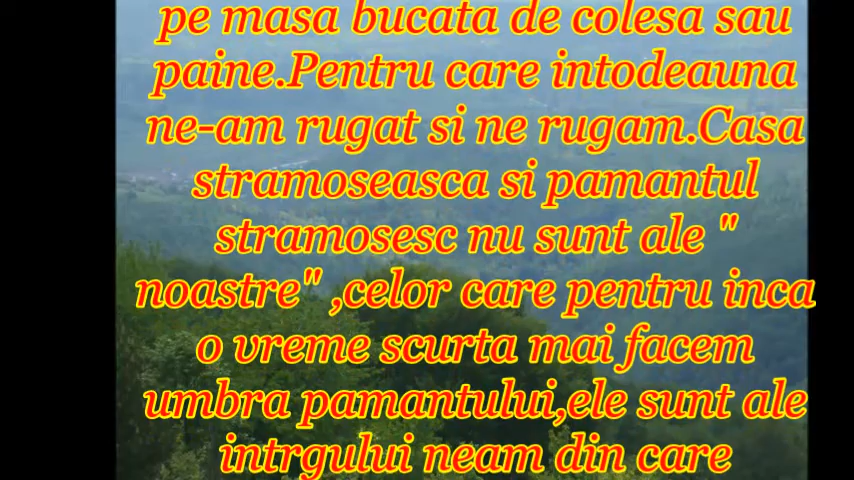 pe masa bucata de colesa sau
paine.Pentru care intodeauna
ne-am rugat si ne rugam.Casa
stramoseasca si pamantul
stramosesc nu sunt ale "
noastre" ,celor care pentru inca
o vreme scurta mai facem
umbra pamantului,ele sunt ale
intrgului neam din care